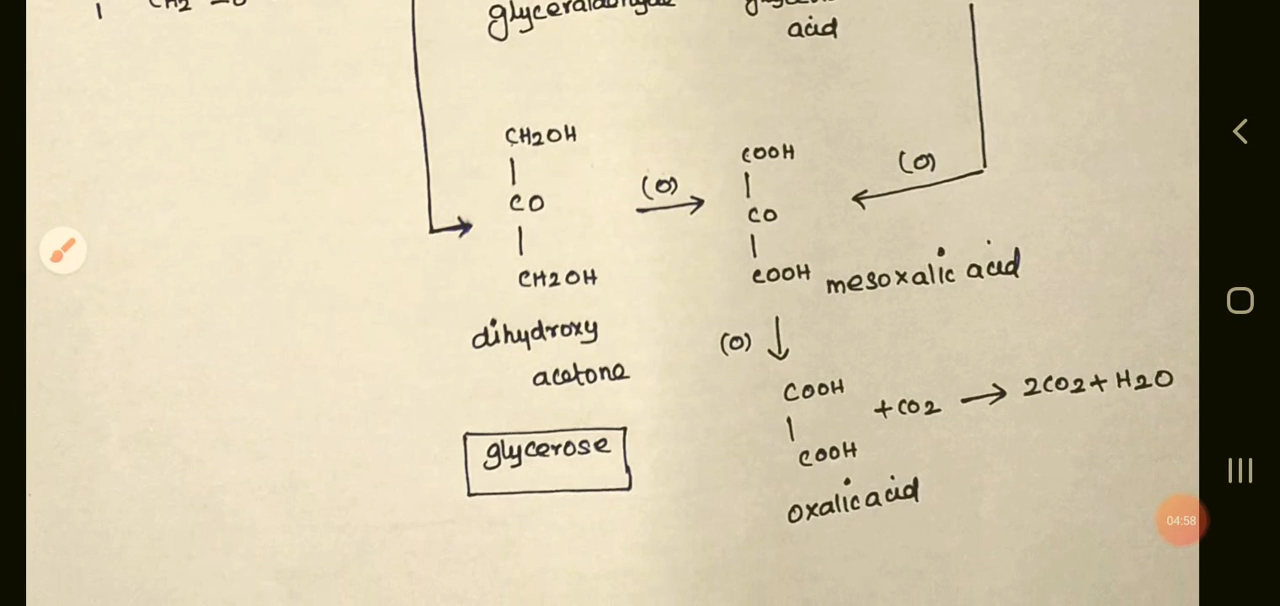 glyceraldehyde
acid
CH2OH
|
CO
|
CH2OH
dihydroxy
acetone
glycerose
(O)
COOH
|
CO
|
COOH
mesoxalic acid
(O)
(O)
COOH
|
COOH
+CO2 → 2CO2+H2O
oxalic acid
04:58